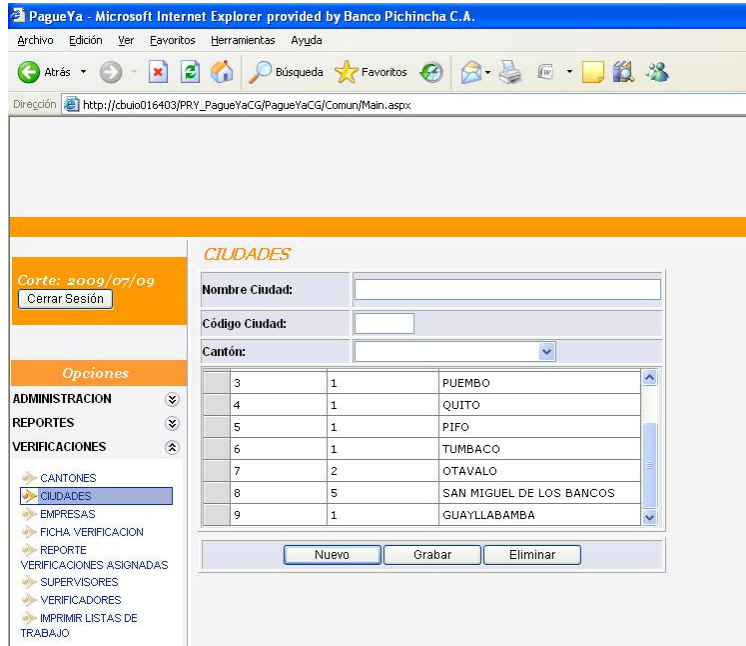 PagueYa - Microsoft Internet Explorer provided by Banco Pichincha C.A.
Archivo Edición Ver Favoritos Herramientas Ayuda
Atrás Búsqueda Favoritos
Dirección http://cbuio016403/PRY_PagueYaCG/PagueYaCG/Comun/Main.aspx
Corte: 2009/07/09
Cerrar Sesión
Opciones
ADMINISTRACION
REPORTES
VERIFICACIONES
CANTONES
CIUDADES
EMPRESAS
FICHA VERIFICACION
REPORTE
VERIFICACIONES ASIGNADAS
SUPERVISORES
VERIFICADORES
IMPRIMIR LISTAS DE
TRABAJO
CIUDADES
Nombre Ciudad:
Código Ciudad:
Cantón:
3 1 PUEMBO
4 1 QUITO
5 1 PIFO
6 1 TUMBACO
7 2 OTAVALO
8 5 SAN MIGUEL DE LOS BANCOS
9 1 GUAYLLABAMBA
Nuevo Grabar Eliminar